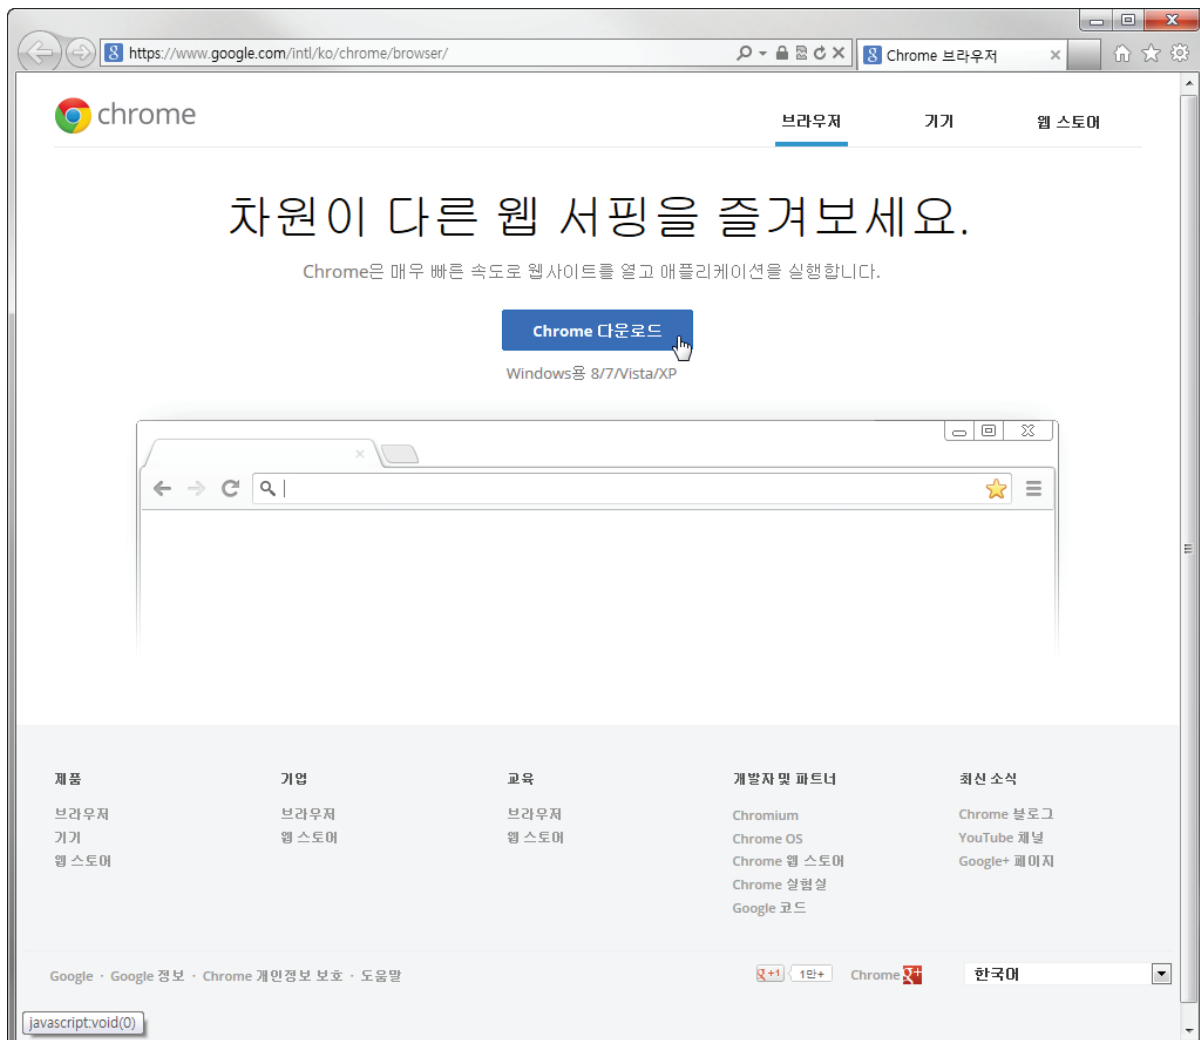 https://www.google.com/intl/ko/chrome/browser/
Chrome 브라우저
chrome
브라우저 기기 웹 스토어
차원이 다른 웹 서핑을 즐겨보세요.
Chrome은 매우 빠른 속도로 웹사이트를 열고 애플리케이션을 실행합니다.
Chrome 다운로드
Windows용 8/7/Vista/XP
제품
브라우저
기기
웹 스토어
기업
브라우저
웹 스토어
교육
브라우저
웹 스토어
개발자 및 파트너
Chromium
Chrome OS
Chrome 웹 스토어
Chrome 실험실
Google 코드
최신 소식
Chrome 블로그
YouTube 채널
Google+ 페이지
Google · Google 정보 · Chrome 개인정보 보호 · 도움말
g+1 1만+ Chrome g+ 한국어
javascript:void(0)